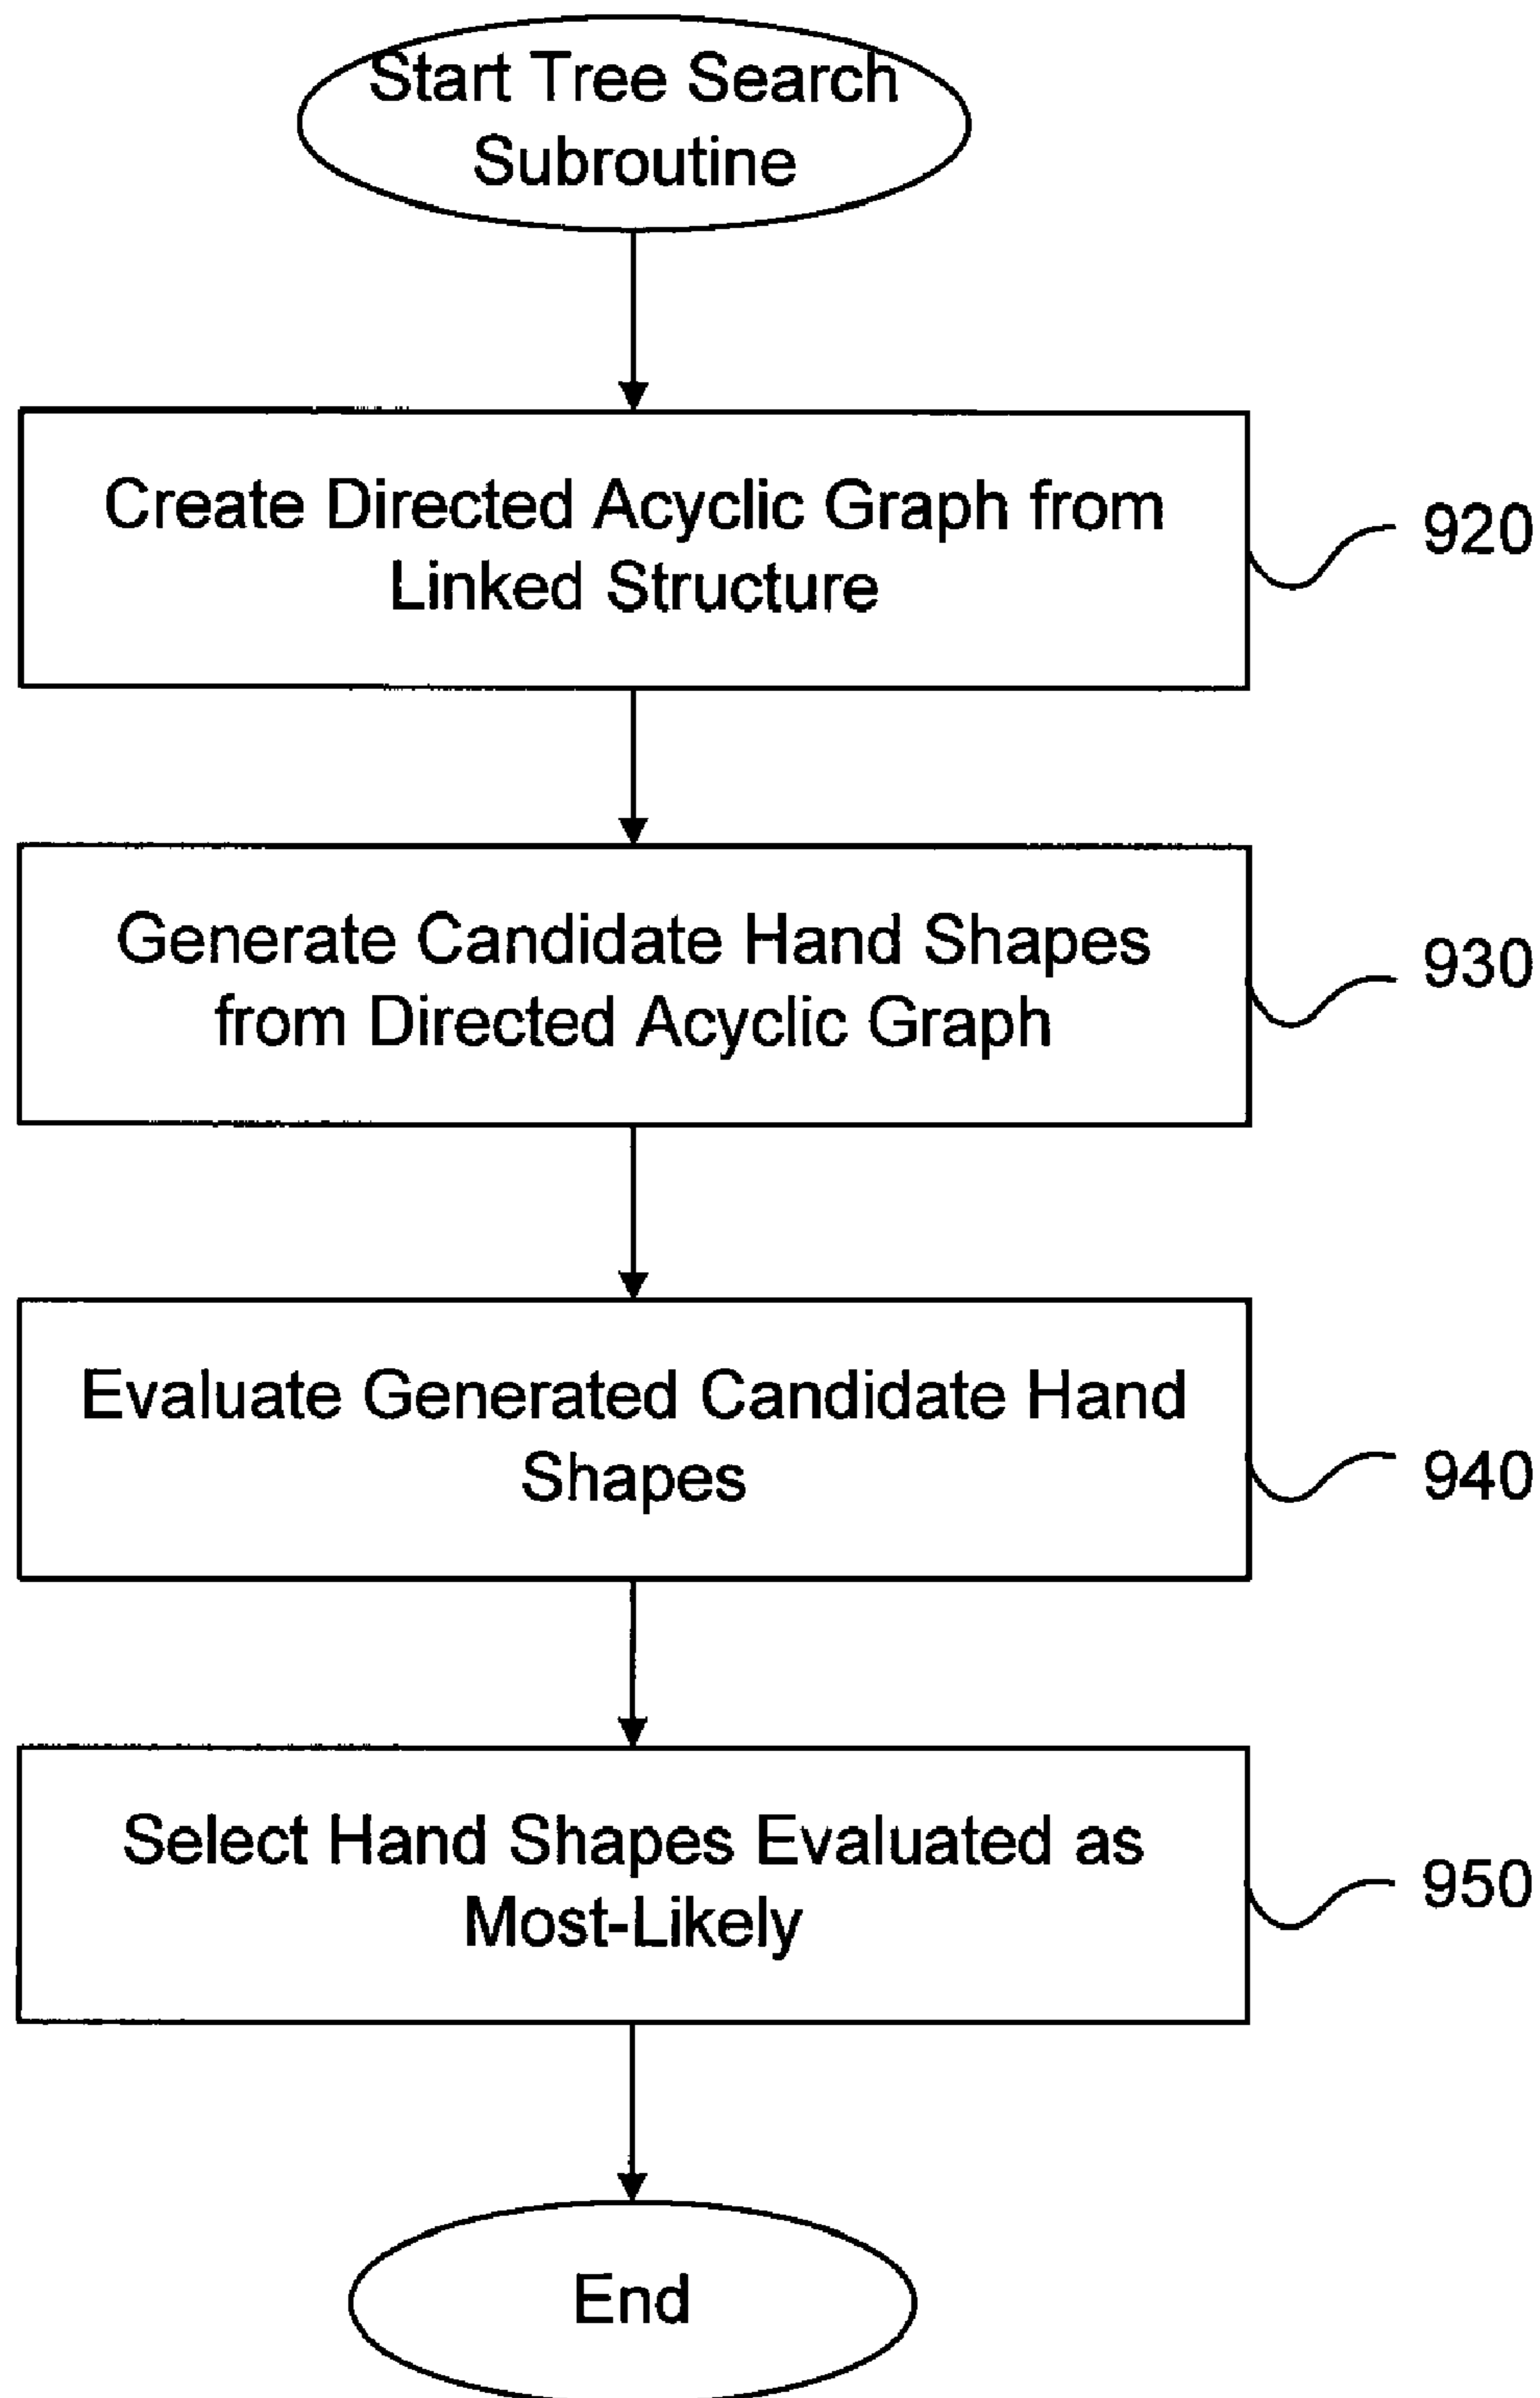 Start Tree Search
Subroutine
Create Directed Acyclic Graph from
Linked Structure
920
Generate Candidate Hand Shapes
from Directed Acyclic Graph
930
Evaluate Generated Candidate Hand
Shapes
940
Select Hand Shapes Evaluated as
Most-Likely
950
End